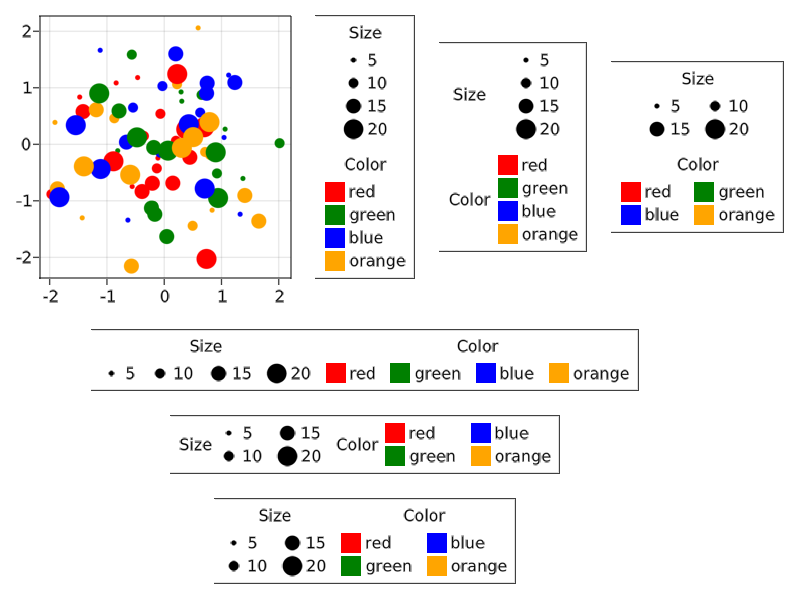 2
1
0
-1
-2
-2 -1 0 1 2
Size
5
10
15
20
Color
red
green
blue
orange
Size
5
10
15
20
Color
red
green
blue
orange
Size
5 10
15 20
Color
red green
blue orange
Size Color
5 10 15 20 red green blue orange
Size 5 15 Color red blue
10 20 green orange
Size Color
5 15 red blue
10 20 green orange